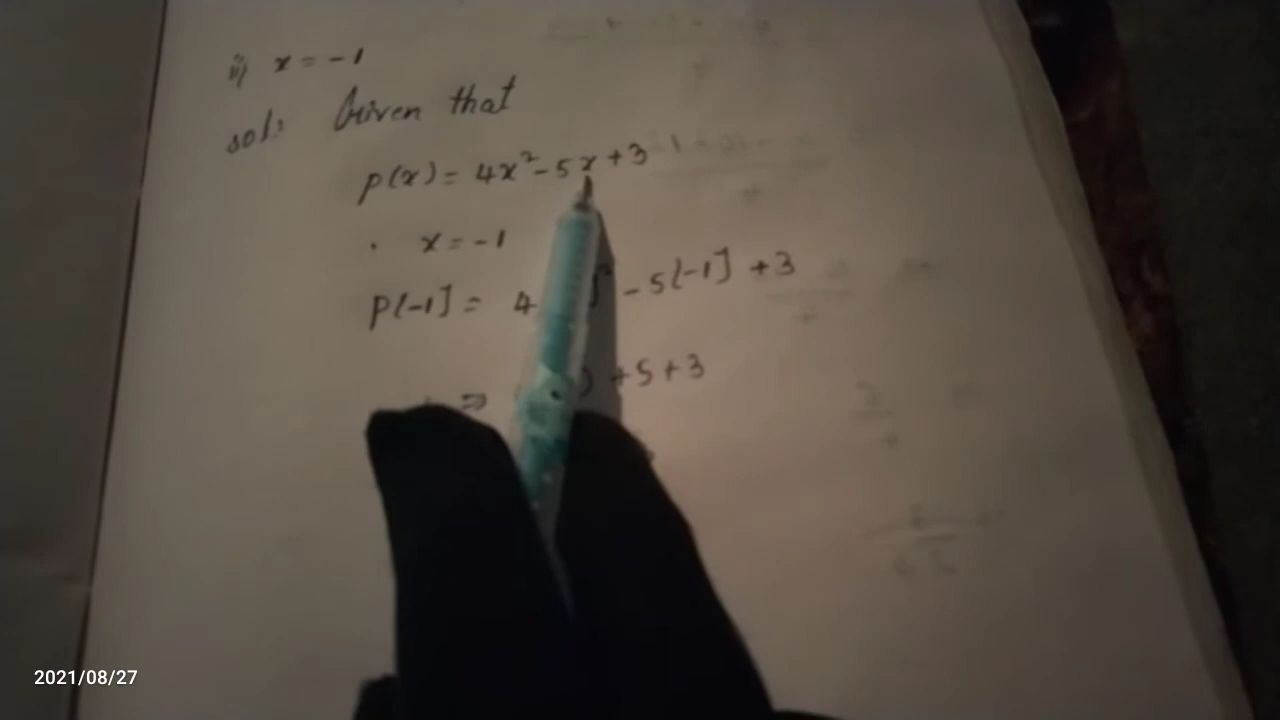 ii) x = -1
sol: Given that
p(x) = 4x² - 5x + 3
x = -1
P(-1] = 4 )² - 5(-1] + 3
⇒ ) + 5 + 3
2021/08/27